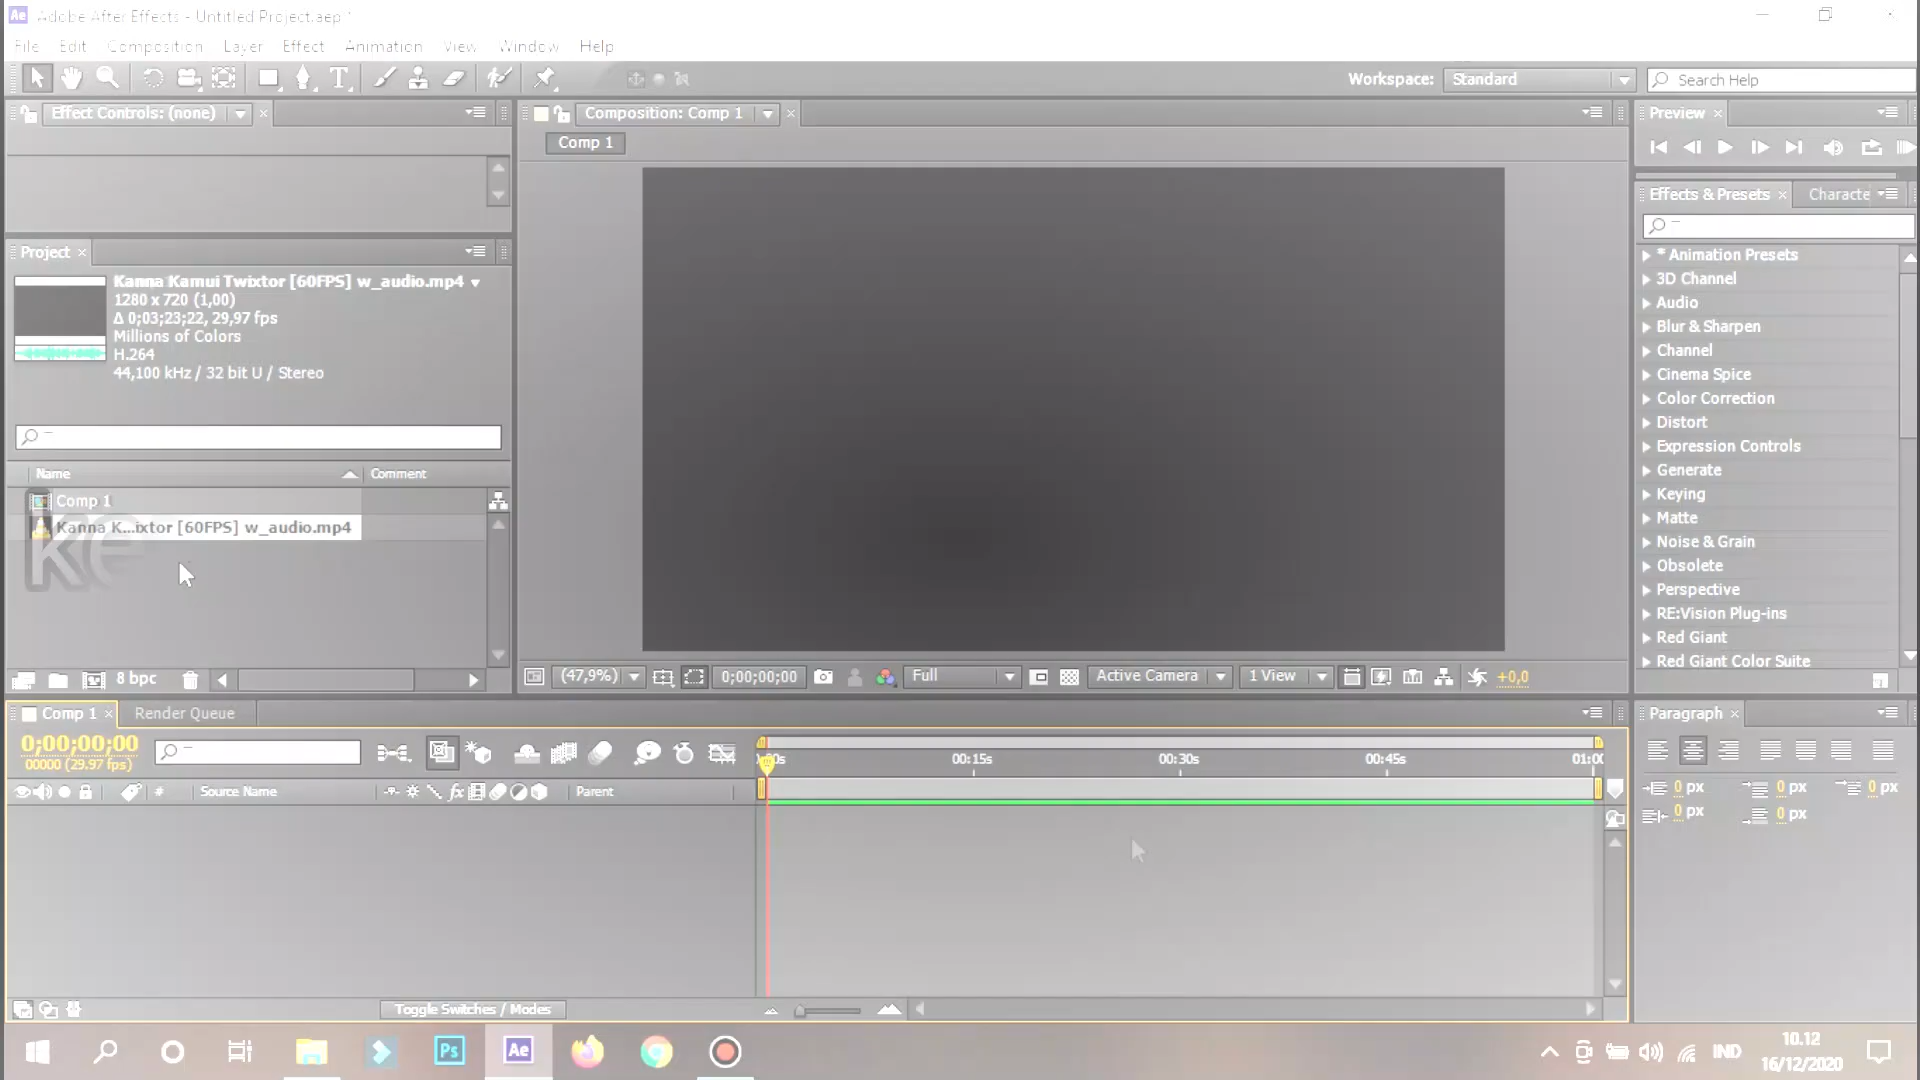 Adobe After Effects - Untitled Project.aep *
File Edit Composition Layer Effect Animation View Window Help
Workspace: Standard
Search Help
Effect Controls: (none)
Composition: Comp 1
Comp 1
Preview
Effects & Presets
Characte
* Animation Presets
3D Channel
Audio
Blur & Sharpen
Channel
Cinema Spice
Color Correction
Distort
Expression Controls
Generate
Keying
Matte
Noise & Grain
Obsolete
Perspective
RE:Vision Plug-ins
Red Giant
Red Giant Color Suite
Project
Kanna Kamui Twixtor [60FPS] w_audio.mp4
1280 x 720 (1,00)
Δ 0;03;23;22, 29,97 fps
Millions of Colors
H.264
44,100 kHz / 32 bit U / Stereo
Name Comment
Comp 1
Kanna K...ixtor [60FPS] w_audio.mp4
ke
8 bpc
(47,9%) 0;00;00;00 Full Active Camera 1 View +0,0
Comp 1 Render Queue
0;00;00;00
00000 (29.97 fps)
# Source Name fx Parent
00:15s 00:30s 00:45s
Toggle Switches / Modes
Paragraph
0 px 0 px 0 px
0 px 0 px
Ps Ae
IND
10.12
16/12/2020